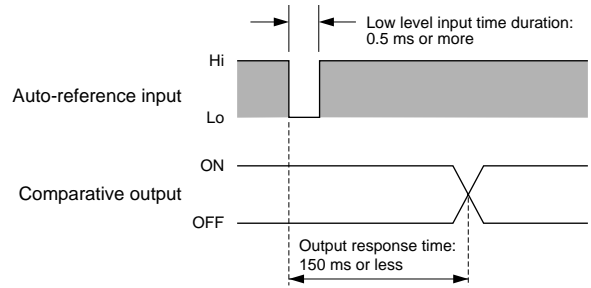 Low level input time duration:
0.5 ms or more
Hi
Auto-reference input
Lo
ON
Comparative output
OFF
Output response time:
150 ms or less